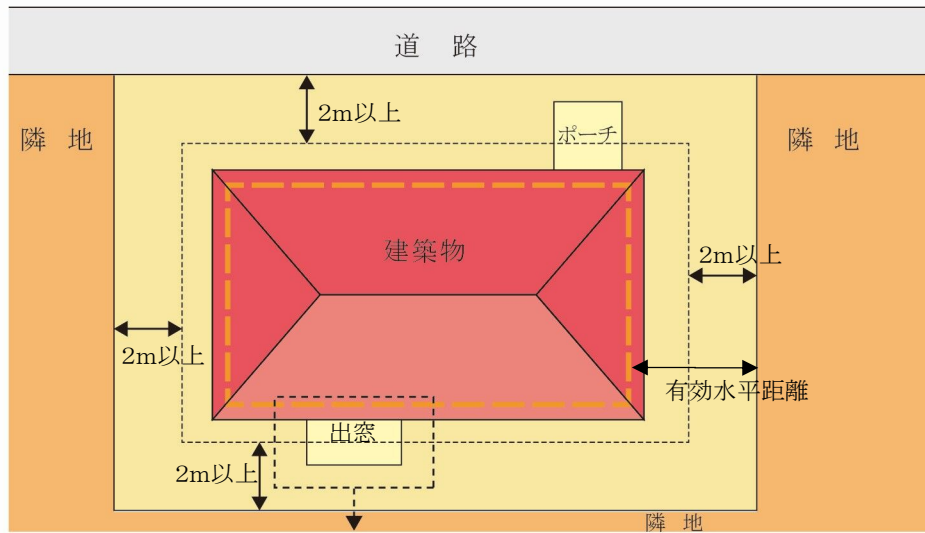 道 路
2m以上
隣 地
ポーチ
隣 地
建築物
2m以上
2m以上
有効水平距離
出窓
2m以上
隣 地